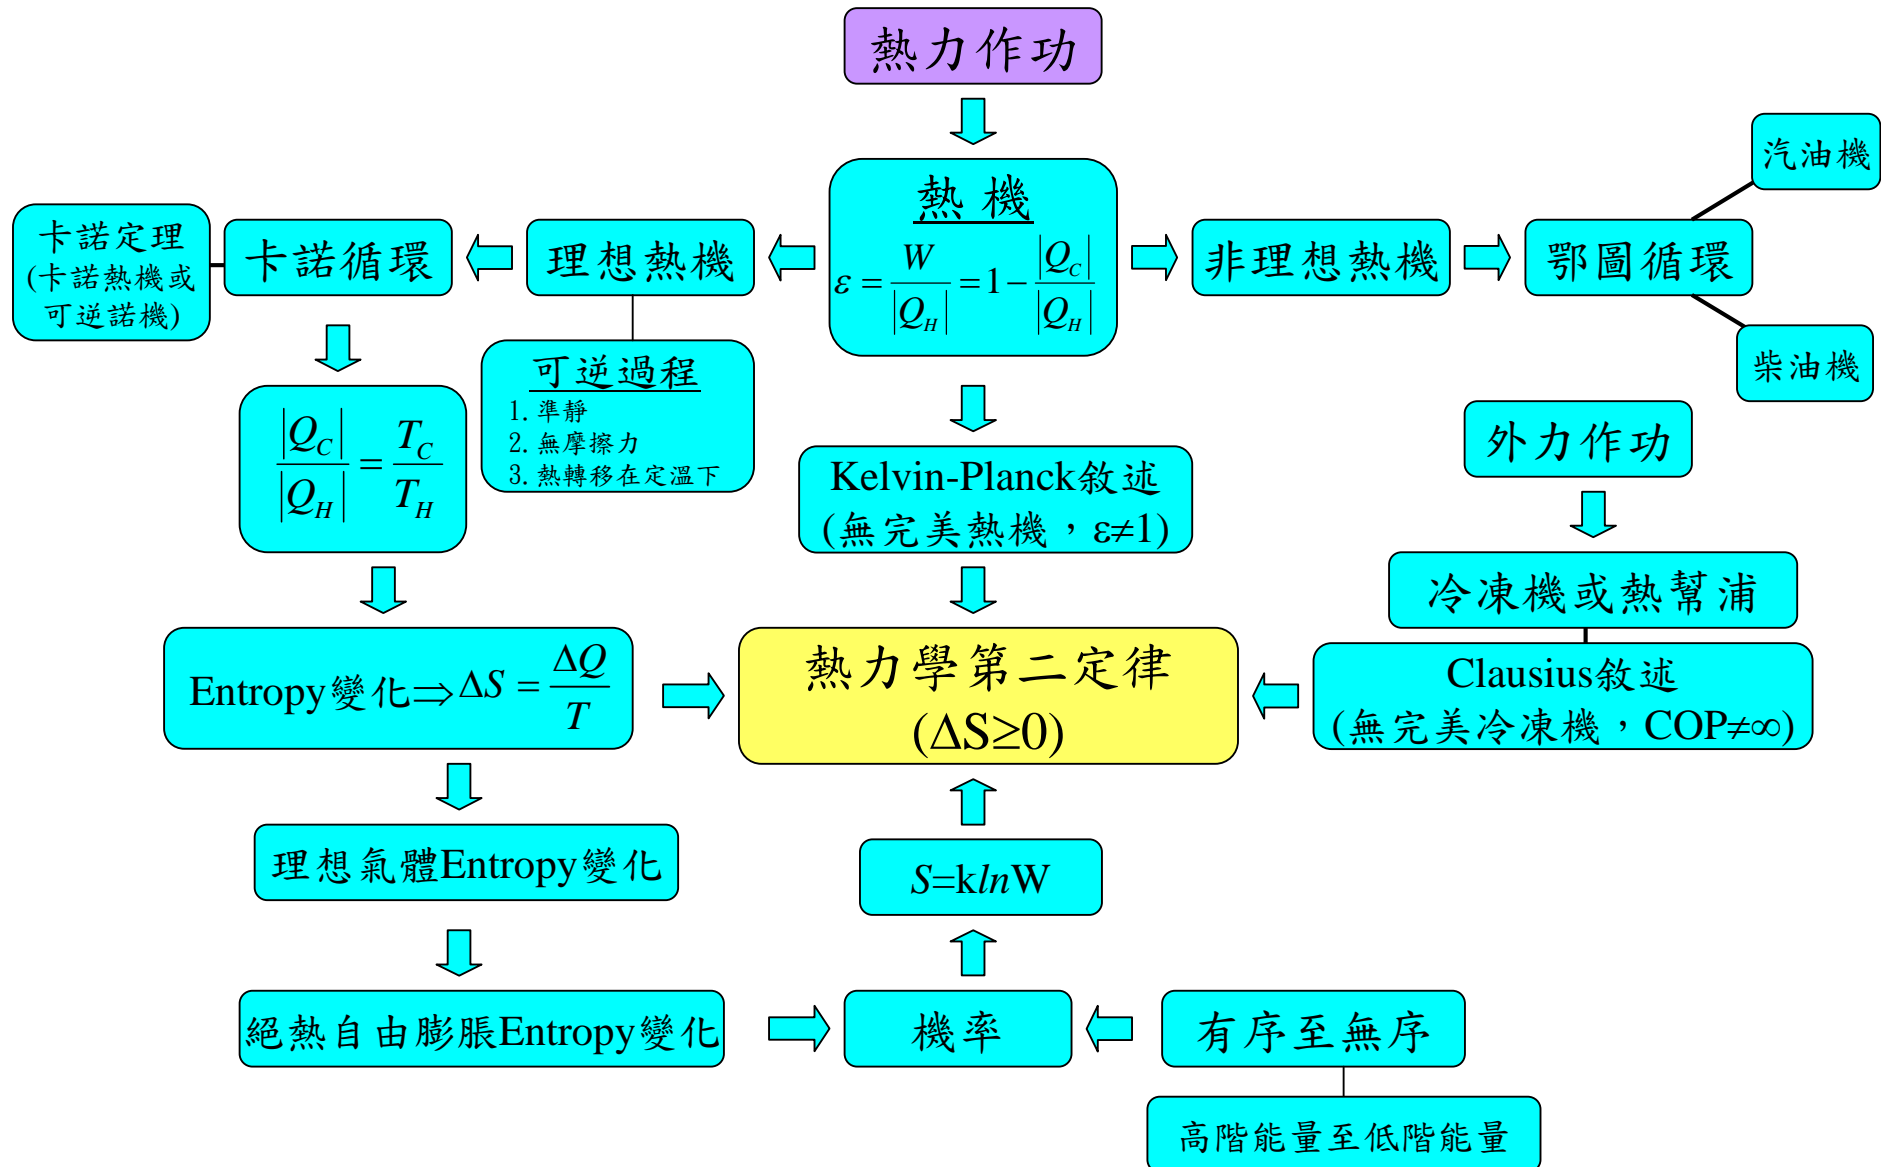 熱力作功
汽油機
熱 機
ε = W / |Q_H| = 1 − |Q_C| / |Q_H|
卡諾定理
(卡諾熱機或
可逆諾機)
卡諾循環
理想熱機
非理想熱機
鄂圖循環
柴油機
可逆過程
1. 準靜
2. 無摩擦力
3. 熱轉移在定溫下
|Q_C| / |Q_H| = T_C / T_H
外力作功
Kelvin-Planck敘述
(無完美熱機，ε≠1)
冷凍機或熱幫浦
Entropy變化⇒ΔS = ΔQ / T
熱力學第二定律
(ΔS≥0)
Clausius敘述
(無完美冷凍機，COP≠∞)
理想氣體Entropy變化
S=klnW
絕熱自由膨脹Entropy變化
機率
有序至無序
高階能量至低階能量